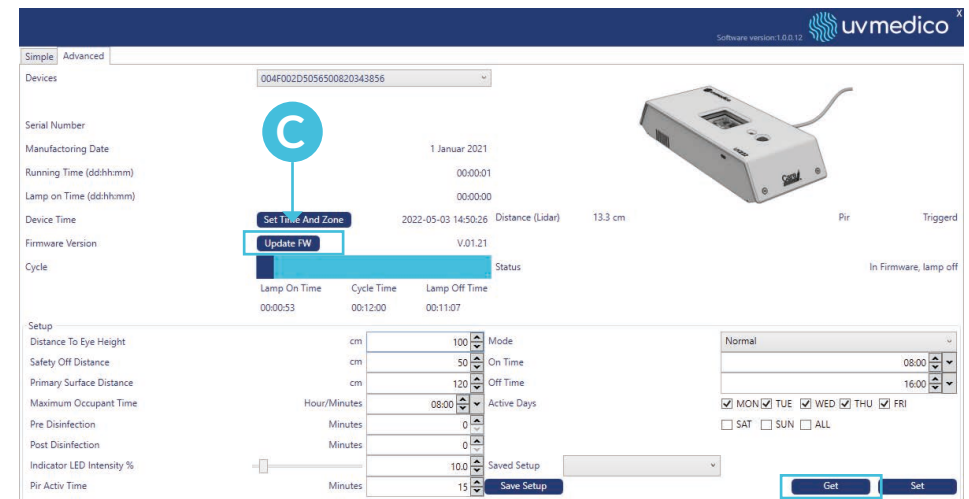 X
Software version:1.0.0.12 uvmedico
Simple Advanced
Devices 004F002D5056500820343856
Serial Number
C
Manufactoring Date 1 Januar 2021
Running Time (dd:hh:mm) 00:00:01
Lamp on Time (dd:hh:mm) 00:00:00
Device Time Set Time And Zone 2022-05-03 14:50:26 Distance (Lidar) 13.3 cm Pir Triggerd
Firmware Version Update FW V.01.21
Cycle Status In Firmware, lamp off
Lamp On Time Cycle Time Lamp Off Time
00:00:53 00:12:00 00:11:07
Setup
Distance To Eye Height cm 100 Mode Normal
Safety Off Distance cm 50 On Time 08:00
Primary Surface Distance cm 120 Off Time 16:00
Maximum Occupant Time Hour/Minutes 08:00 Active Days MON TUE WED THU FRI
Pre Disinfection Minutes 0 SAT SUN ALL
Post Disinfection Minutes 0
Indicator LED Intensity % 10.0 Saved Setup
Pir Activ Time Minutes 15 Save Setup Get Set